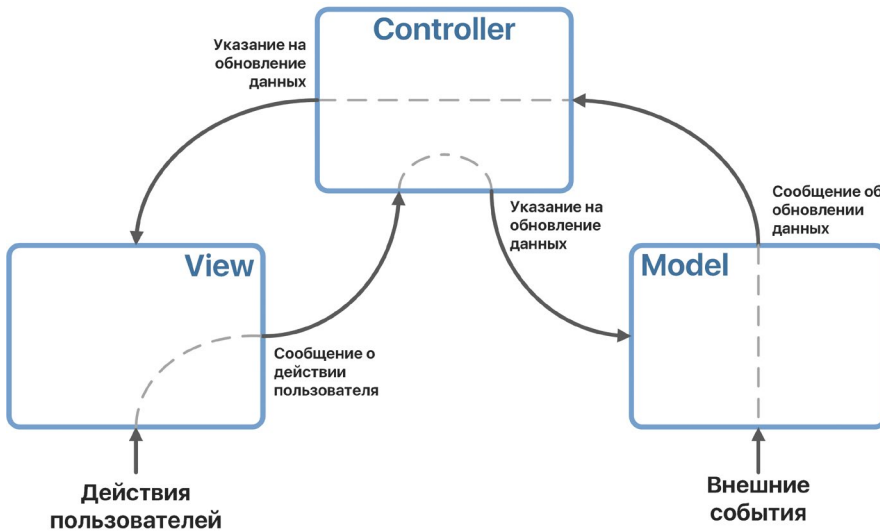 Controller
Указание на
обновление
данных
Указание на
обновление
данных
Сообщение об
обновлении
данных
View
Model
Сообщение о
действии
пользователя
Действия
пользователей
Внешние
события